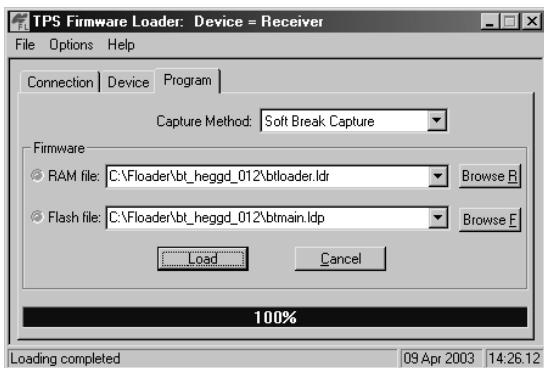 TPS Firmware Loader: Device = Receiver
File Options Help
Connection Device Program
Capture Method: Soft Break Capture
Firmware
RAM file: C:\Floader\bt_heggd_012\btloader.ldr Browse R
Flash file: C:\Floader\bt_heggd_012\btmain.ldp Browse F
Load Cancel
100%
Loading completed 09 Apr 2003 14:26.12